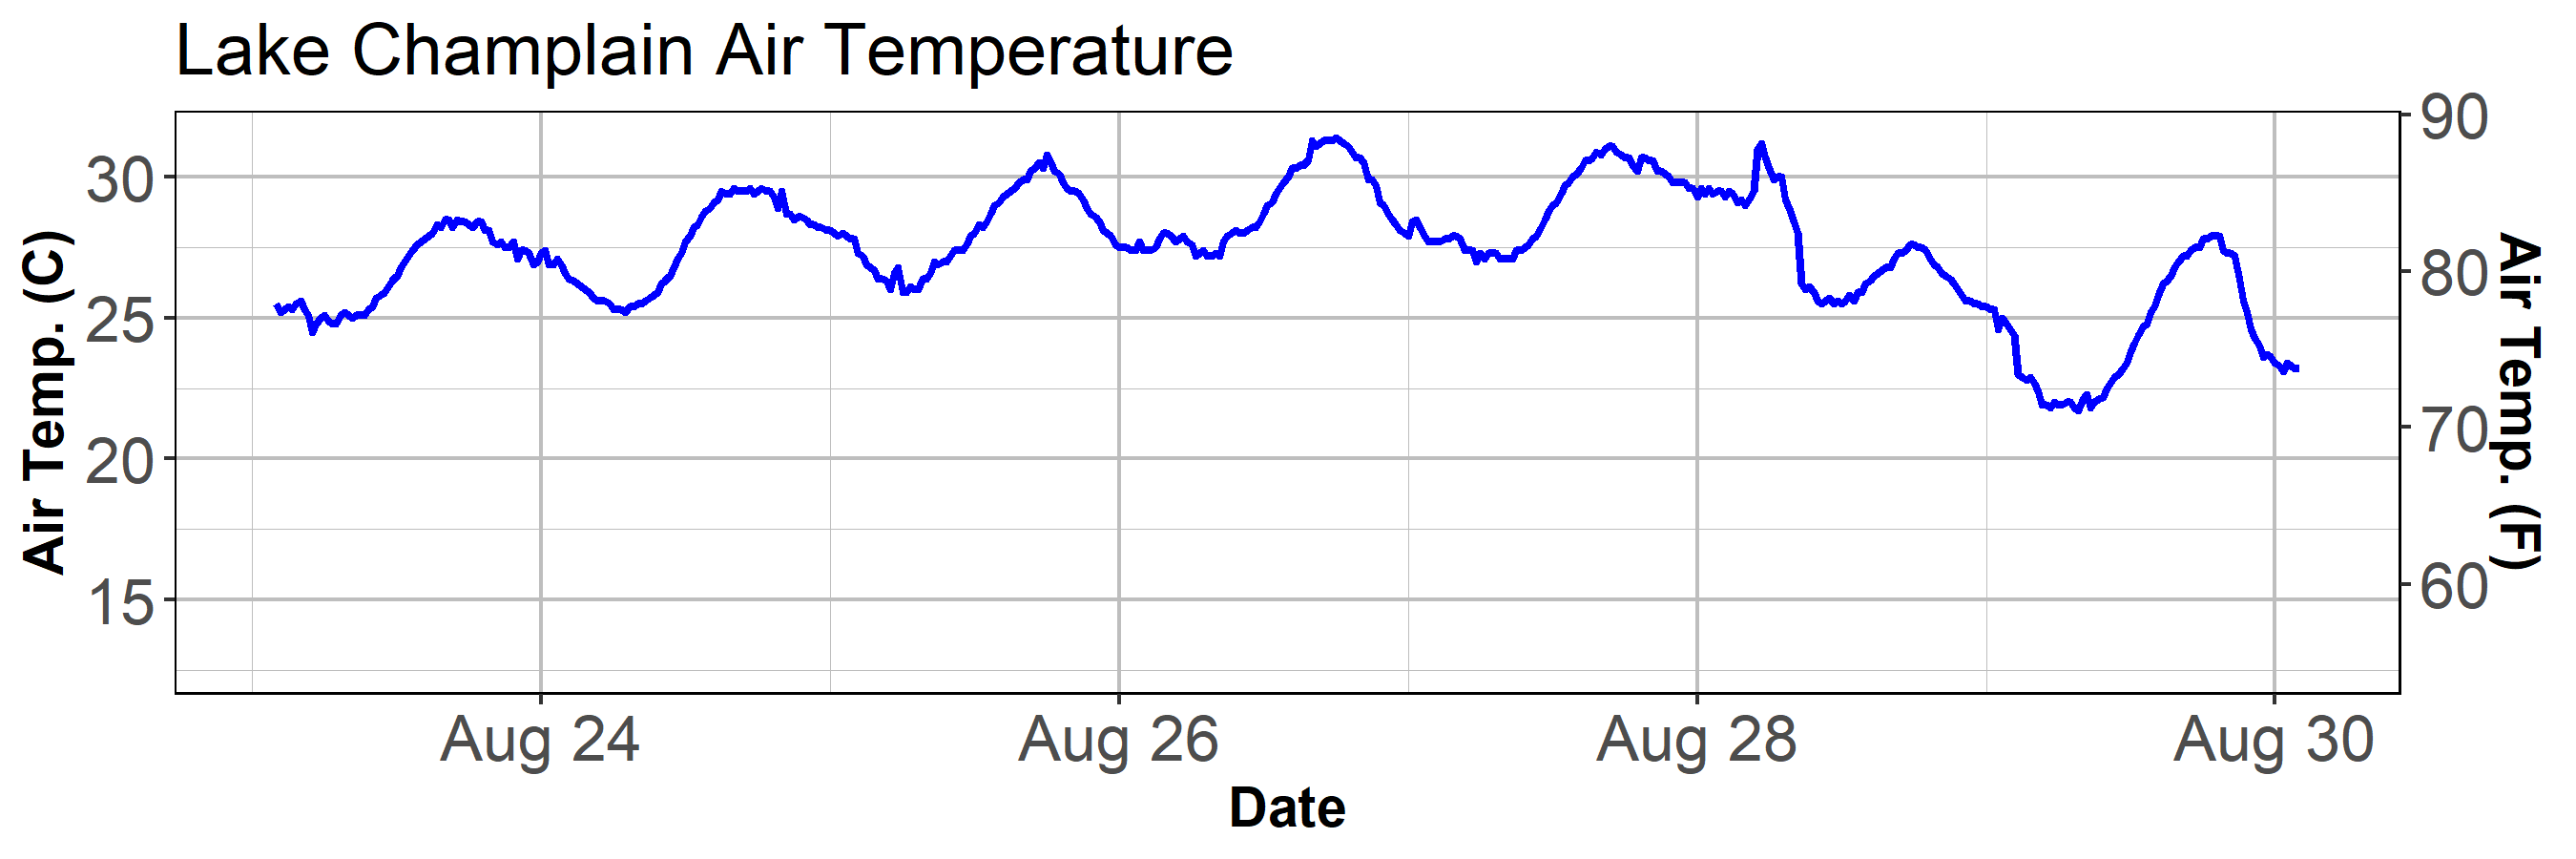 Lake Champlain Air Temperature
Air Temp. (C)
30
25
20
15
90
80
70
60
Air Temp. (F)
Aug 24
Aug 26
Aug 28
Aug 30
Date